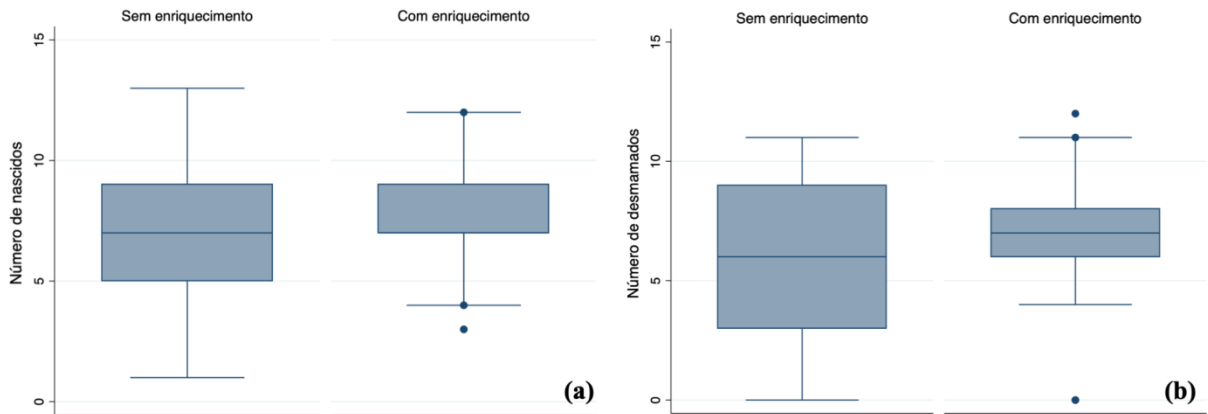 Sem enriquecimento
Com enriquecimento
Número de nascidos
15
10
5
0
(a)
Sem enriquecimento
Com enriquecimento
Número de desmamados
15
10
5
0
(b)